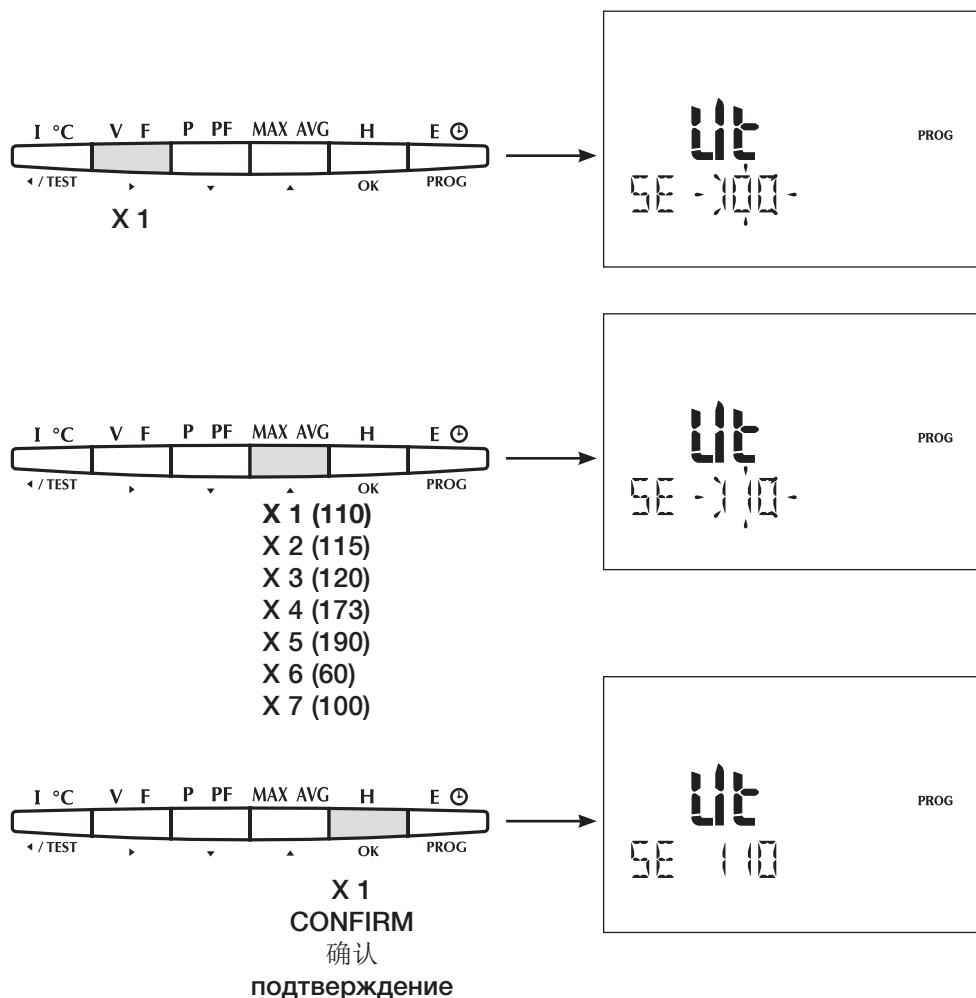 I °C V F P PF MAX AVG H E
/ TEST OK PROG
X 1
Ut
PROG
SE 100
I °C V F P PF MAX AVG H E
/ TEST OK PROG
X 1 (110)
X 2 (115)
X 3 (120)
X 4 (173)
X 5 (190)
X 6 (60)
X 7 (100)
Ut
PROG
SE 110
I °C V F P PF MAX AVG H E
/ TEST OK PROG
X 1
CONFIRM
确认
подтверждение
Ut
PROG
SE 110